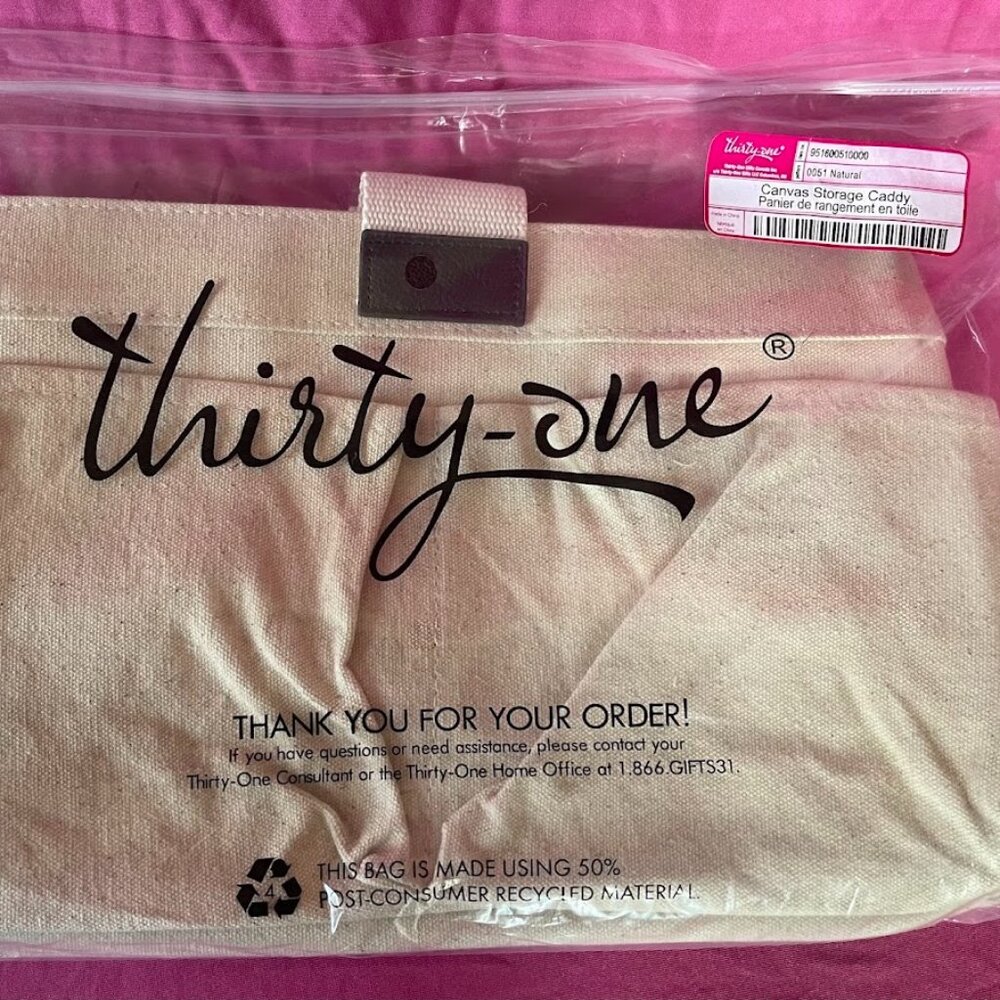 thirty-one
951600510000
0051 Natural
Canvas Storage Caddy
Panier de rangement en toile
thirty-one®
THANK YOU FOR YOUR ORDER!
If you have questions or need assistance, please contact your
Thirty-One Consultant or the Thirty-One Home Office at 1.866.GIFTS31.
4
THIS BAG IS MADE USING 50%
POST-CONSUMER RECYCLED MATERIAL.